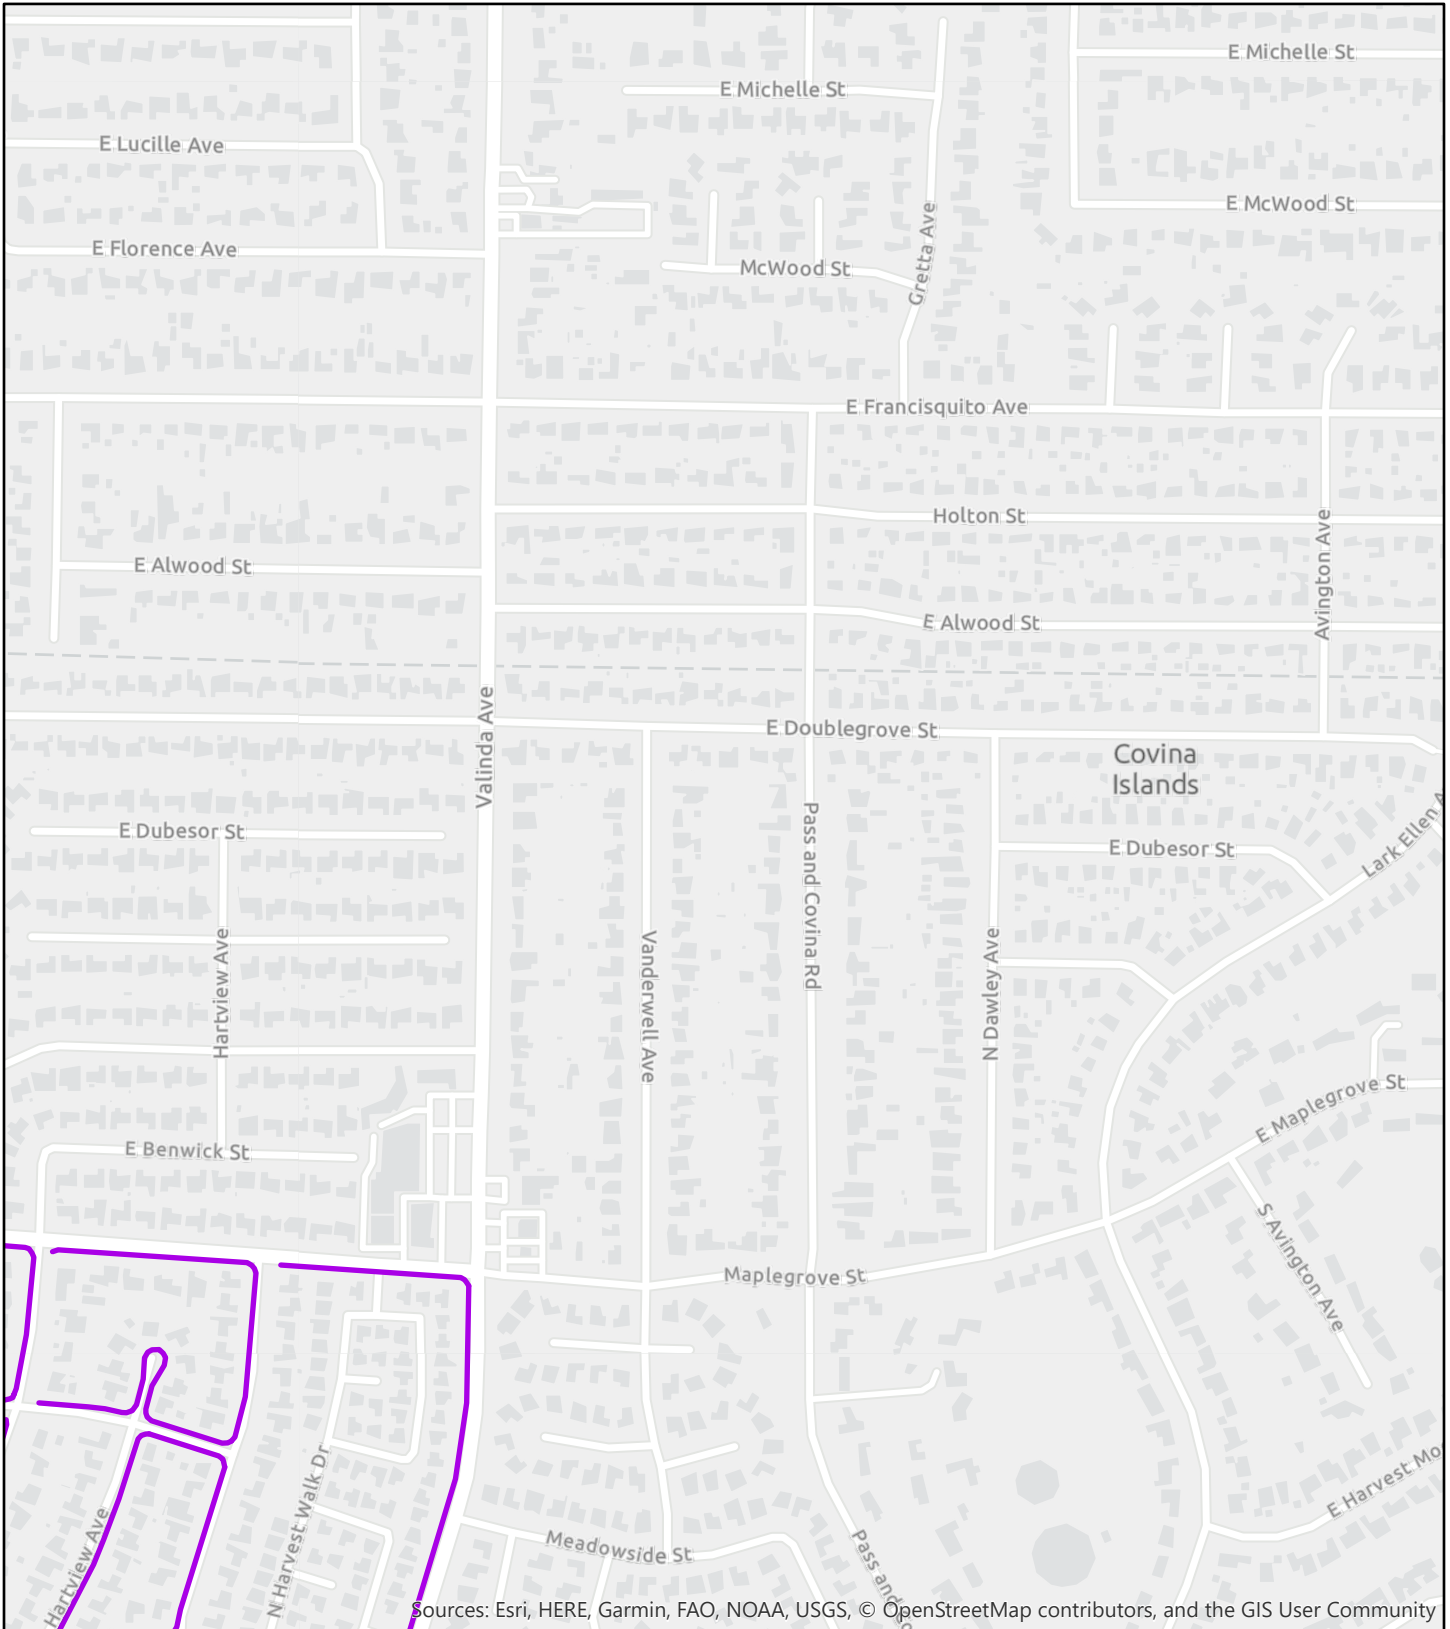 E Michelle St
E Michelle St
E Lucille Ave
E McWood St
Gretta Ave
E Florence Ave
McWood St
E Francisquito Ave
Holton St
Avington Ave
E Alwood St
E Alwood St
Valinda Ave
E Doublegrove St
Covina
Islands
E Dubesor St
Pass and Covina Rd
E Dubesor St
Lark Ellen A
Hartview Ave
Vanderwell Ave
N Dawley Ave
E Maplegrove St
E Benwick St
S Avington Ave
Maplegrove St
N Harvest Walk Dr
E Harvest Mo
Hartview Ave
Meadowside St
Pass and
Sources: Esri, HERE, Garmin, FAO, NOAA, USGS, © OpenStreetMap contributors, and the GIS User Community